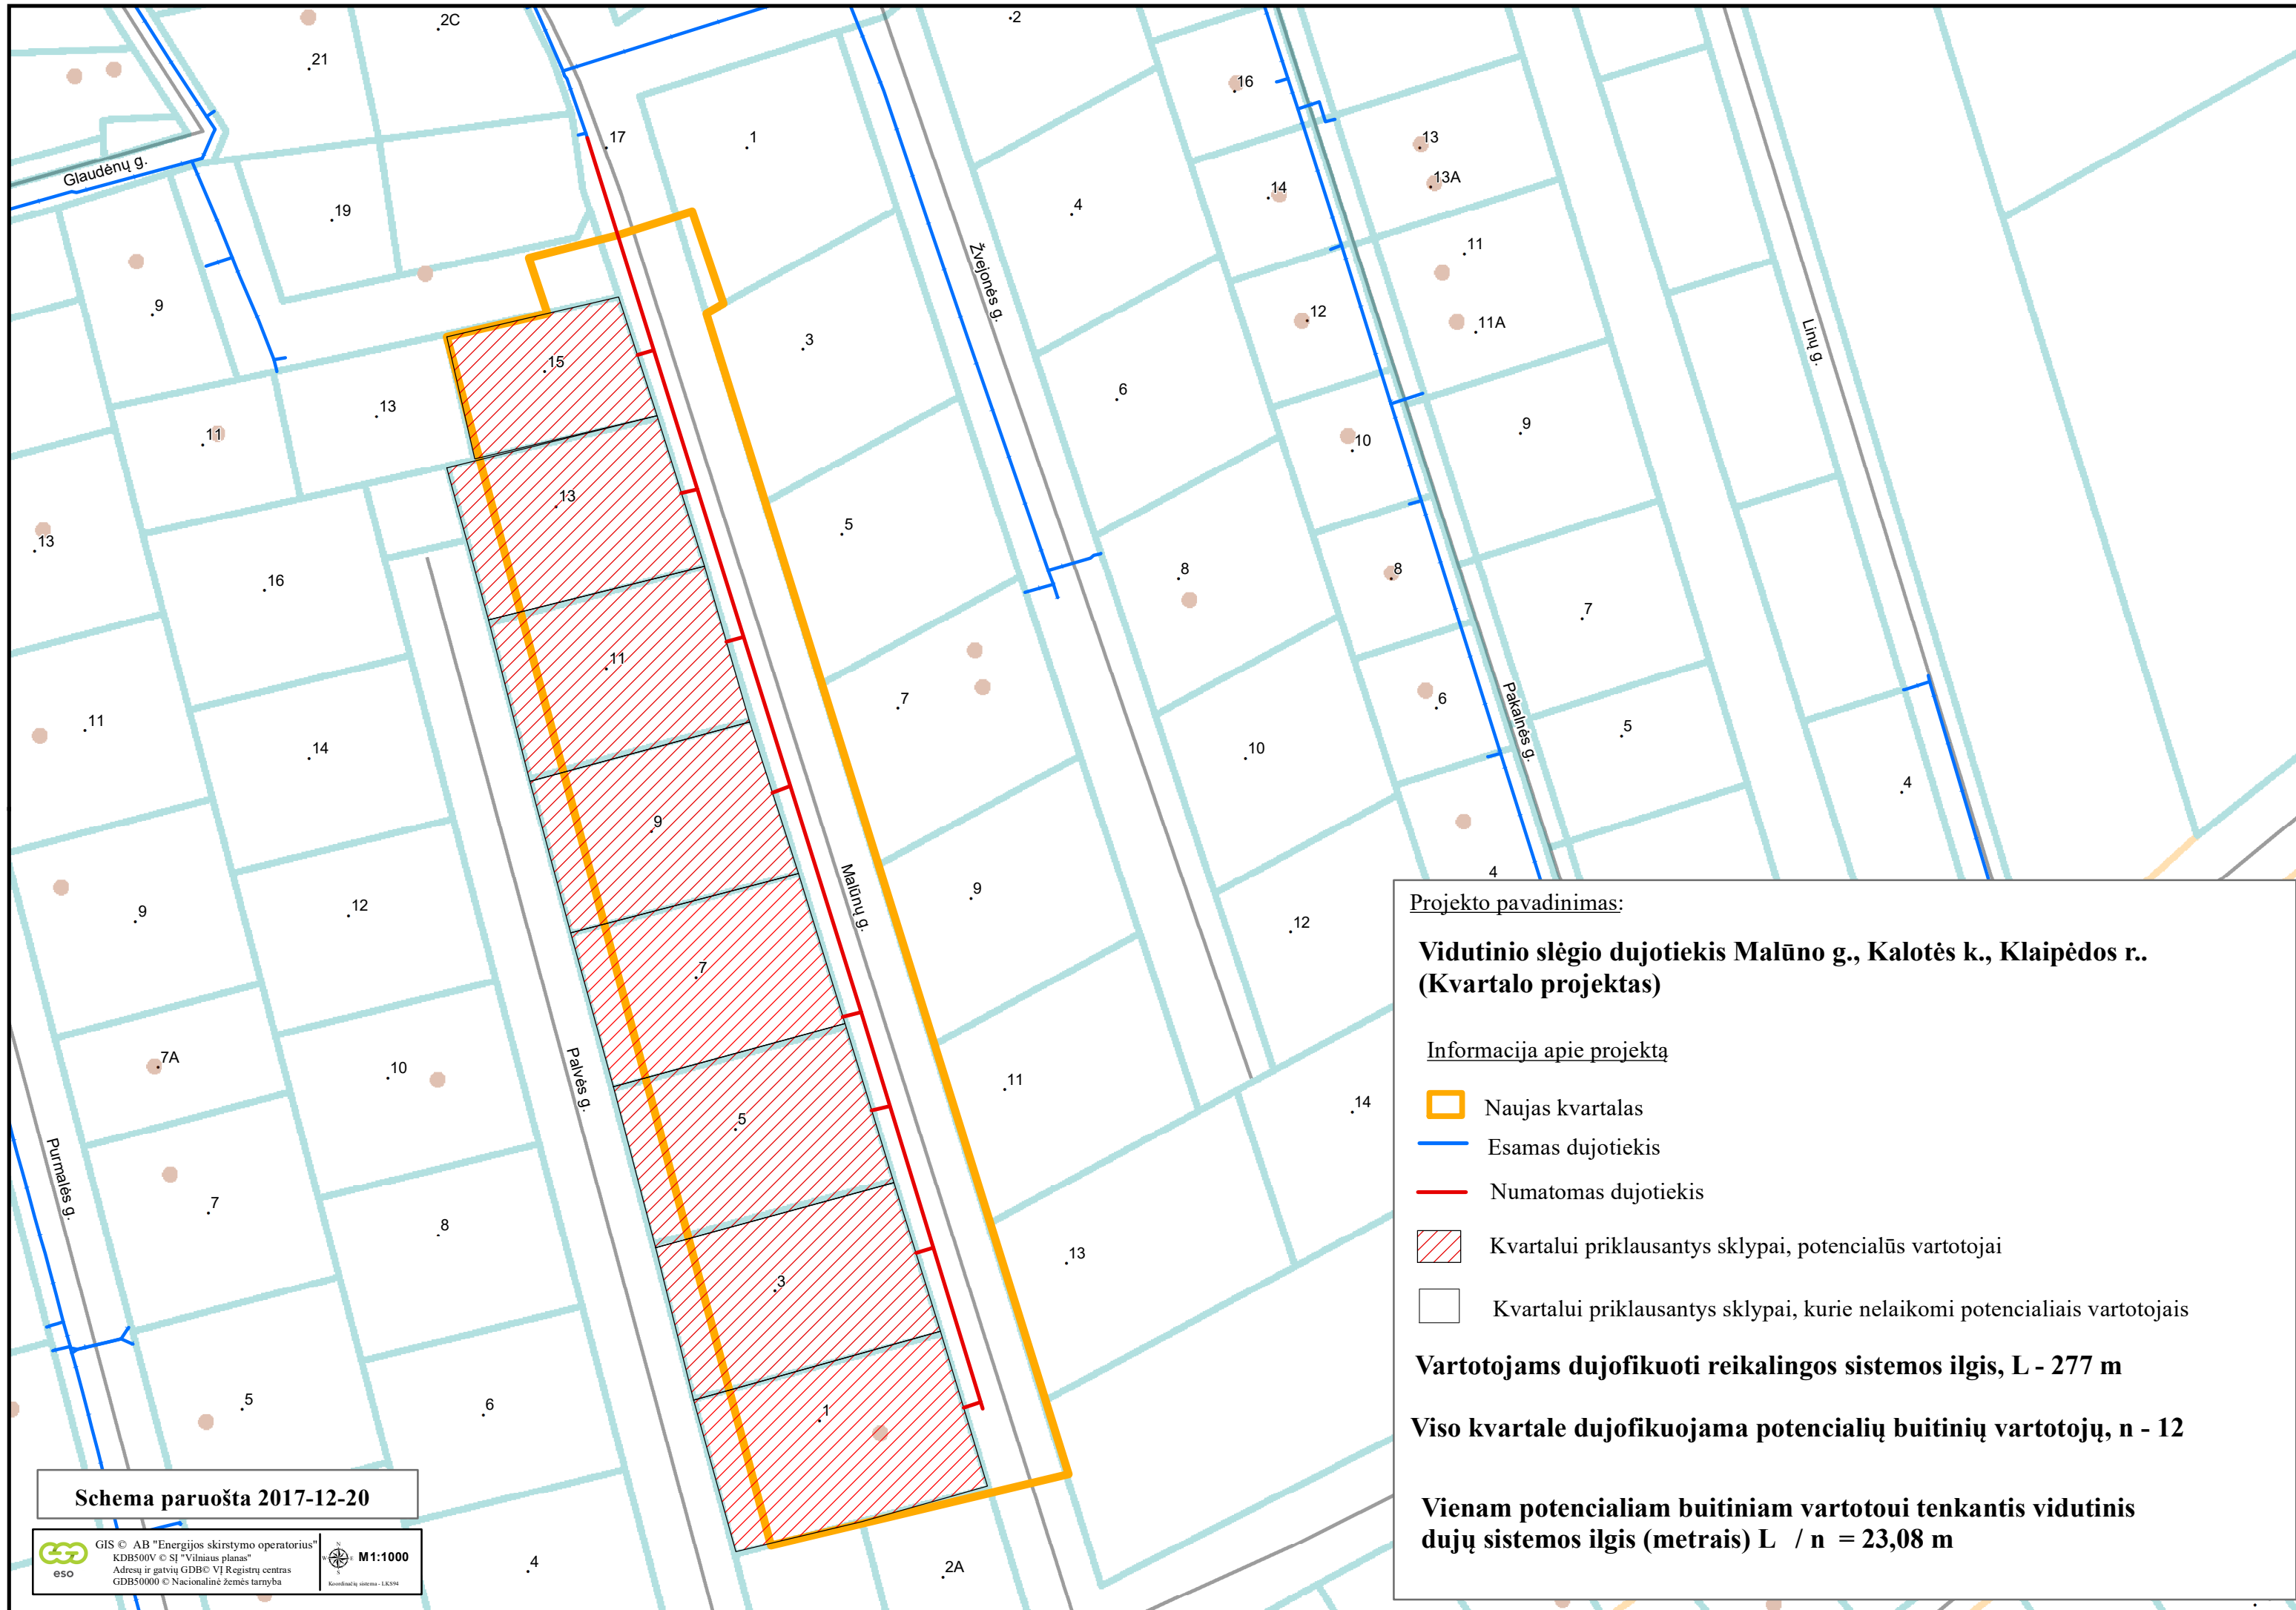 2C
2
21
16
17
1
13
Glaudėnų g.
13A
14
19
4
11
Žvejonės g.
9
12
11A
Linų g.
3
15
6
13
9
11
10
13
5
13
8
8
16
7
11
6
7
Pakalnės g.
11
5
14
10
4
9
Malūnų g.
4
9
12
9
12
7
7A
Palvės g.
10
11
14
5
Purmalės g.
7
8
13
3
5
6
1
4
2A
Projekto pavadinimas:
Vidutinio slėgio dujotiekis Malūno g., Kalotės k., Klaipėdos r..
(Kvartalo projektas)
Informacija apie projektą
Naujas kvartalas
Esamas dujotiekis
Numatomas dujotiekis
Kvartalui priklausantys sklypai, potencialūs vartotojai
Kvartalui priklausantys sklypai, kurie nelaikomi potencialiais vartotojais
Vartotojams dujofikuoti reikalingos sistemos ilgis, L - 277 m
Viso kvartale dujofikuojama potencialių buitinių vartotojų, n - 12
Vienam potencialiam buitiniam vartotoui tenkantis vidutinis
dujų sistemos ilgis (metrais) L / n = 23,08 m
Schema paruošta 2017-12-20
eso
GIS © AB "Energijos skirstymo operatorius"
KDB500V © SĮ "Vilniaus planas"
Adresų ir gatvių GDB© VĮ Registrų centras
GDB50000 © Nacionalinė žemės tarnyba
N
W E
S
M1:1000
Koordinačių sistema - LKS94